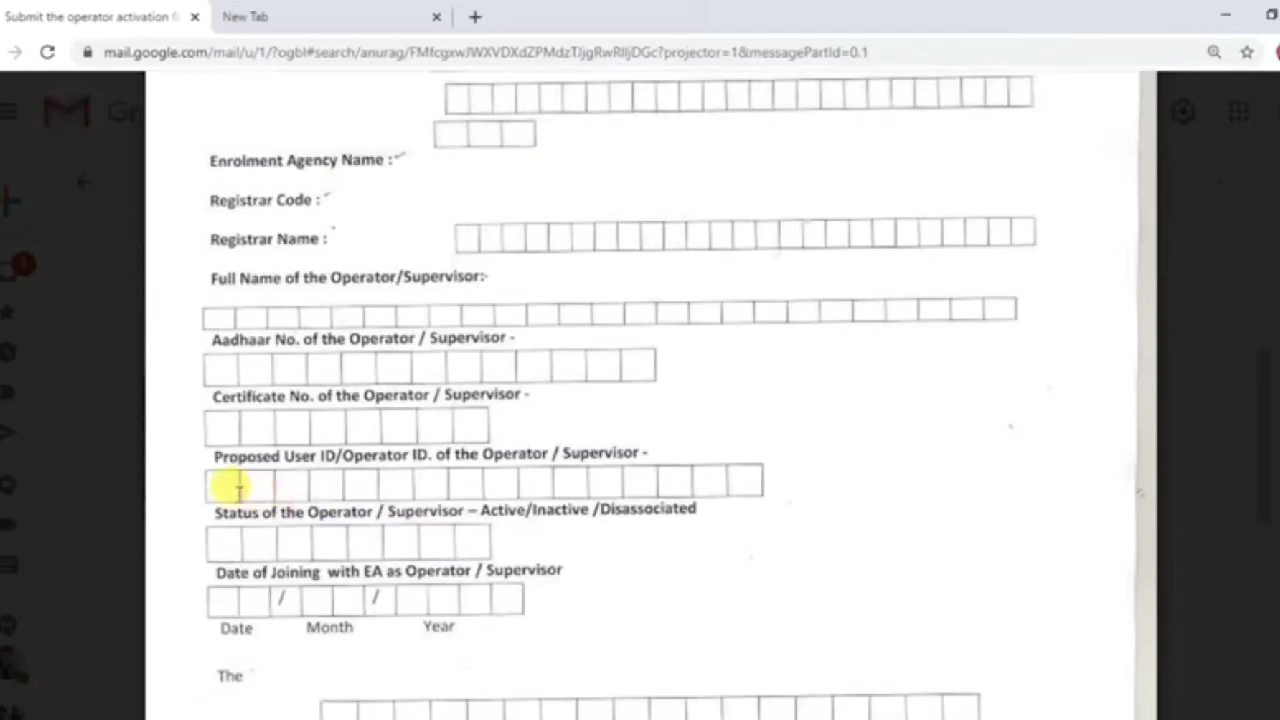 Submit the operator activation f
New Tab
mail.google.com/mail/u/1/?ogbl#search/anurag/FMfcgxwJWXVDXdZPMdzTJjgRwRlljDGc?projector=1&messagePartId=0.1
Enrolment Agency Name :
Registrar Code :
Registrar Name :
Full Name of the Operator/Supervisor:-
Aadhaar No. of the Operator / Supervisor -
Certificate No. of the Operator / Supervisor -
Proposed User ID/Operator ID. of the Operator / Supervisor -
Status of the Operator / Supervisor – Active/Inactive /Disassociated
Date of Joining with EA as Operator / Supervisor
/ /
Date Month Year
The